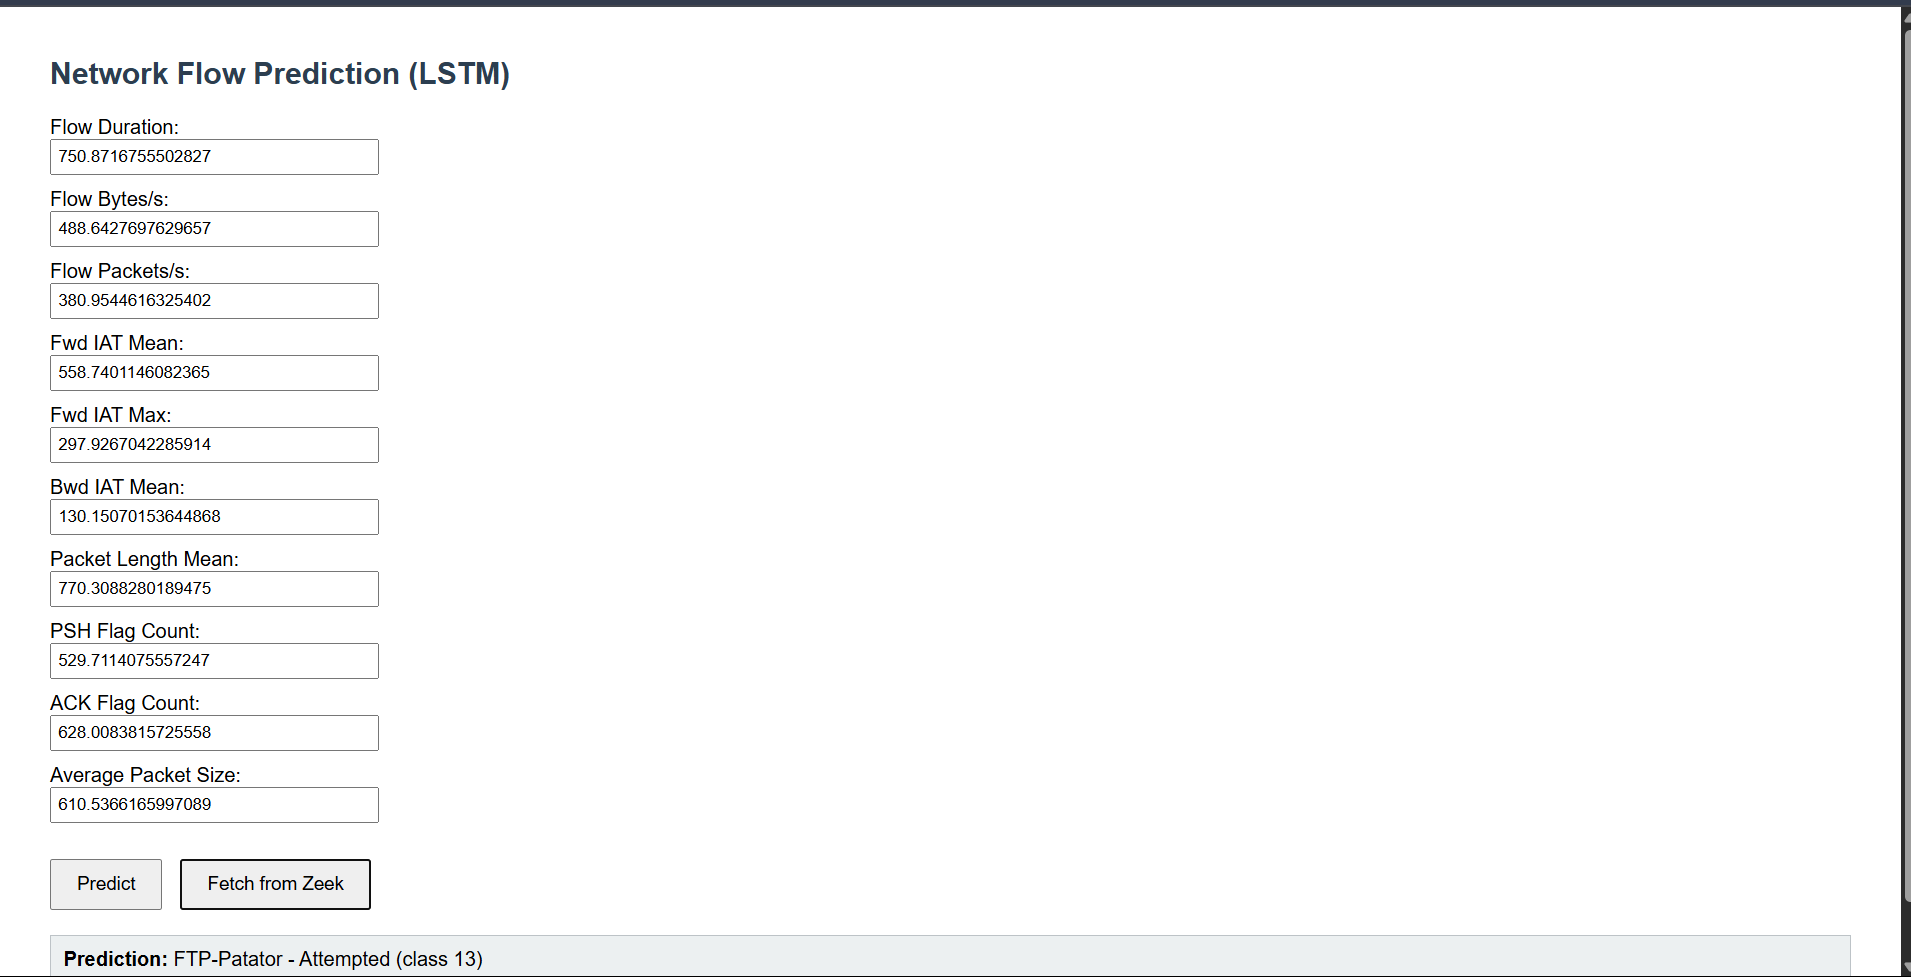 Network Flow Prediction (LSTM)
Flow Duration:
750.8716755502827
Flow Bytes/s:
488.6427697629657
Flow Packets/s:
380.9544616325402
Fwd IAT Mean:
558.7401146082365
Fwd IAT Max:
297.9267042285914
Bwd IAT Mean:
130.15070153644868
Packet Length Mean:
770.3088280189475
PSH Flag Count:
529.7114075557247
ACK Flag Count:
628.0083815725558
Average Packet Size:
610.5366165997089
Predict Fetch from Zeek
Prediction: FTP-Patator - Attempted (class 13)